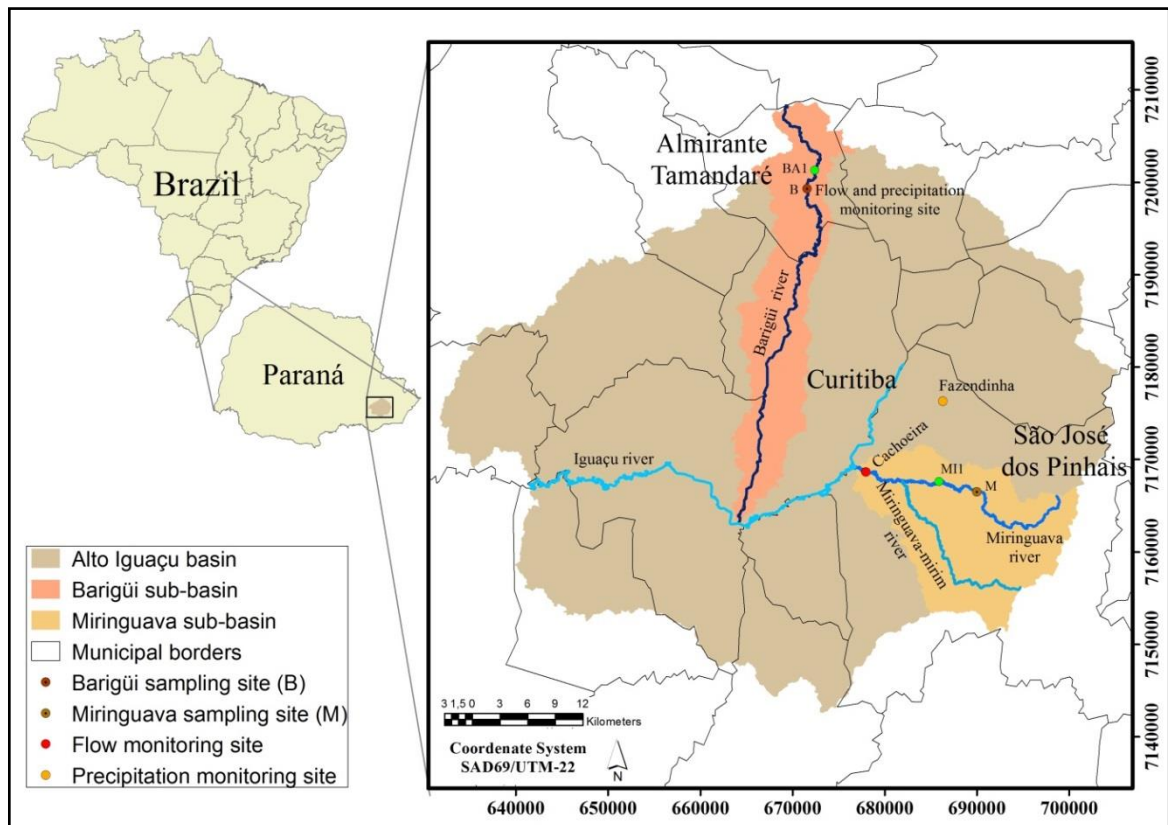 Brazil
Paraná
Almirante
Tamandaré
BA1
B
Flow and precipitation
monitoring site
Barigüi river
Curitiba
Fazendinha
São José
dos Pinhais
Cachoeira
MI1
M
Iguaçu river
Miringuava-mirim
river
Miringuava
river
Alto Iguaçu basin
Barigüi sub-basin
Miringuava sub-basin
Municipal borders
Barigüi sampling site (B)
Miringuava sampling site (M)
Flow monitoring site
Precipitation monitoring site
3 1,5 0 3 6 9 12
Kilometers
Coordenate System
SAD69/UTM-22
N
640000 650000 660000 670000 680000 690000 700000
7210000
7200000
7190000
7180000
7170000
7160000
7150000
7140000